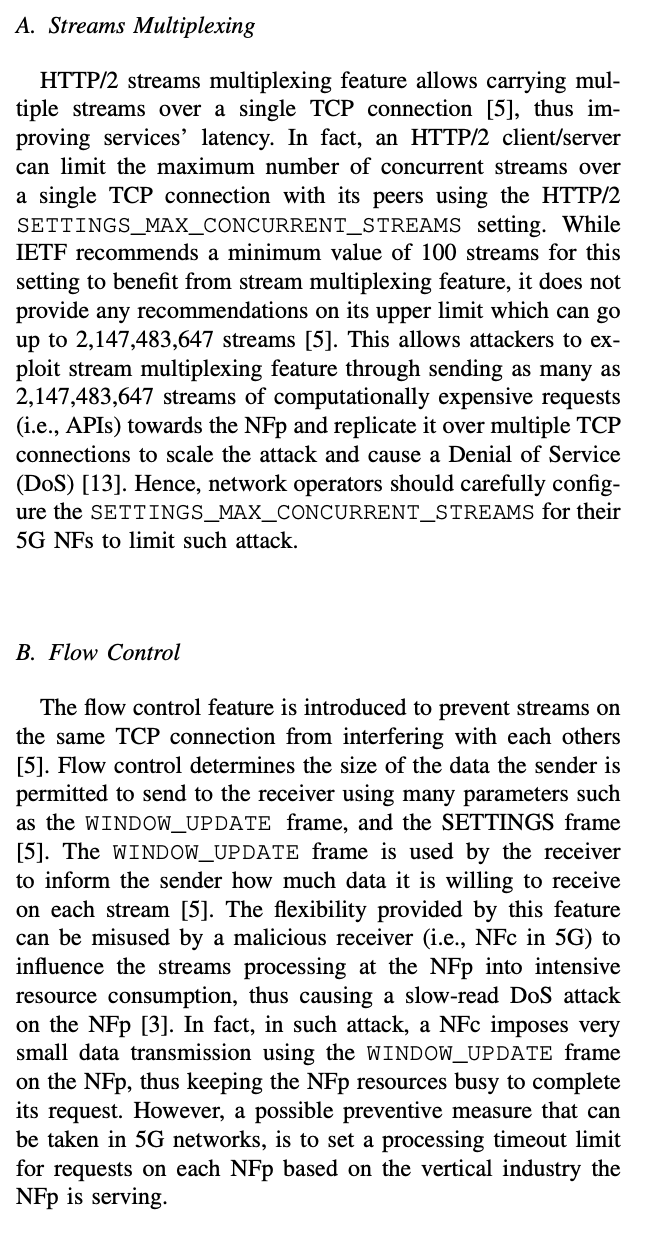 A. Streams Multiplexing
HTTP/2 streams multiplexing feature allows carrying mul-
tiple streams over a single TCP connection [5], thus im-
proving services’ latency. In fact, an HTTP/2 client/server
can limit the maximum number of concurrent streams over
a single TCP connection with its peers using the HTTP/2
SETTINGS_MAX_CONCURRENT_STREAMS setting. While
IETF recommends a minimum value of 100 streams for this
setting to benefit from stream multiplexing feature, it does not
provide any recommendations on its upper limit which can go
up to 2,147,483,647 streams [5]. This allows attackers to ex-
ploit stream multiplexing feature through sending as many as
2,147,483,647 streams of computationally expensive requests
(i.e., APIs) towards the NFp and replicate it over multiple TCP
connections to scale the attack and cause a Denial of Service
(DoS) [13]. Hence, network operators should carefully config-
ure the SETTINGS_MAX_CONCURRENT_STREAMS for their
5G NFs to limit such attack.
B. Flow Control
The flow control feature is introduced to prevent streams on
the same TCP connection from interfering with each others
[5]. Flow control determines the size of the data the sender is
permitted to send to the receiver using many parameters such
as the WINDOW_UPDATE frame, and the SETTINGS frame
[5]. The WINDOW_UPDATE frame is used by the receiver
to inform the sender how much data it is willing to receive
on each stream [5]. The flexibility provided by this feature
can be misused by a malicious receiver (i.e., NFc in 5G) to
influence the streams processing at the NFp into intensive
resource consumption, thus causing a slow-read DoS attack
on the NFp [3]. In fact, in such attack, a NFc imposes very
small data transmission using the WINDOW_UPDATE frame
on the NFp, thus keeping the NFp resources busy to complete
its request. However, a possible preventive measure that can
be taken in 5G networks, is to set a processing timeout limit
for requests on each NFp based on the vertical industry the
NFp is serving.